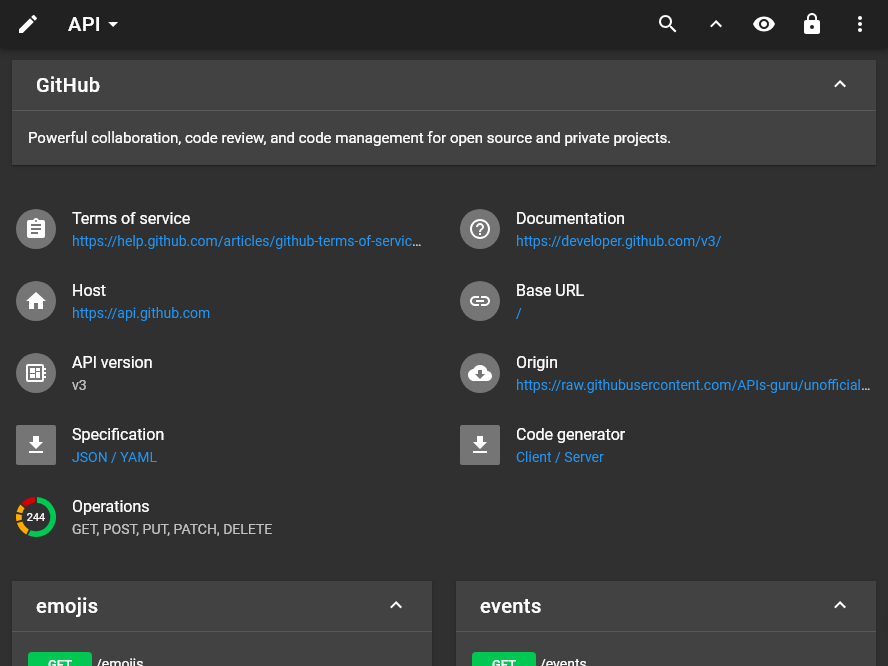 API
GitHub
Powerful collaboration, code review, and code management for open source and private projects.
Terms of service
https://help.github.com/articles/github-terms-of-servic…
Documentation
https://developer.github.com/v3/
Host
https://api.github.com
Base URL
/
API version
v3
Origin
https://raw.githubusercontent.com/APIs-guru/unofficial…
Specification
JSON / YAML
Code generator
Client / Server
244
Operations
GET, POST, PUT, PATCH, DELETE
emojis
events
GET /emojis
GET /events